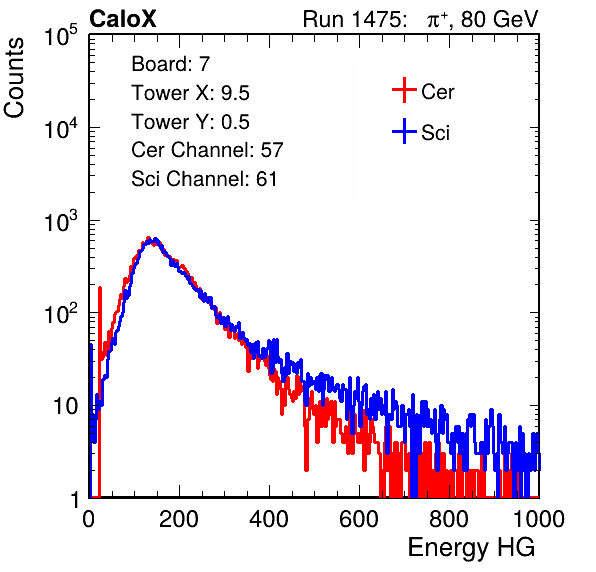 CaloX Run 1475: π⁺, 80 GeV
Board: 7
Tower X: 9.5
Tower Y: 0.5
Cer Channel: 57
Sci Channel: 61
Cer
Sci
Counts
10⁵
10⁴
10³
10²
10
1
0 200 400 600 800 1000
Energy HG